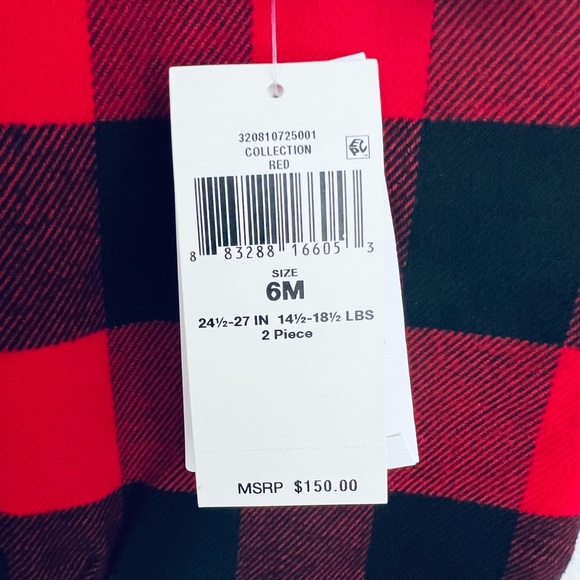 320810725001
COLLECTION
RED
8 83288 16605 3
SIZE
6M
24½-27 IN 14½-18½ LBS
2 Piece
MSRP $150.00